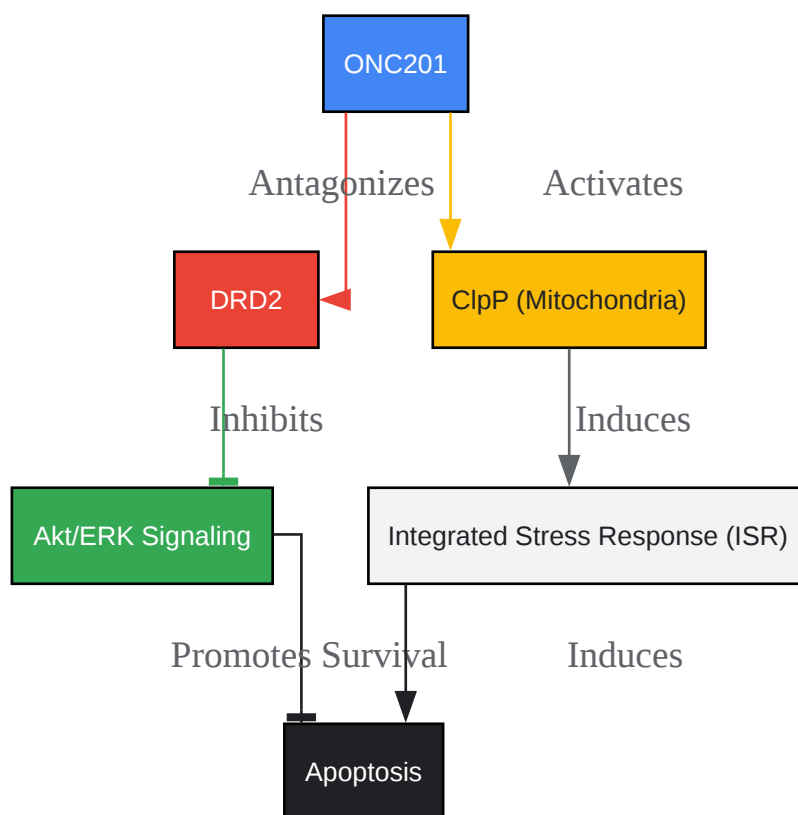 ONC201
Antagonizes
Activates
DRD2
ClpP (Mitochondria)
Inhibits
Induces
Akt/ERK Signaling
Integrated Stress Response (ISR)
Promotes Survival
Induces
Apoptosis